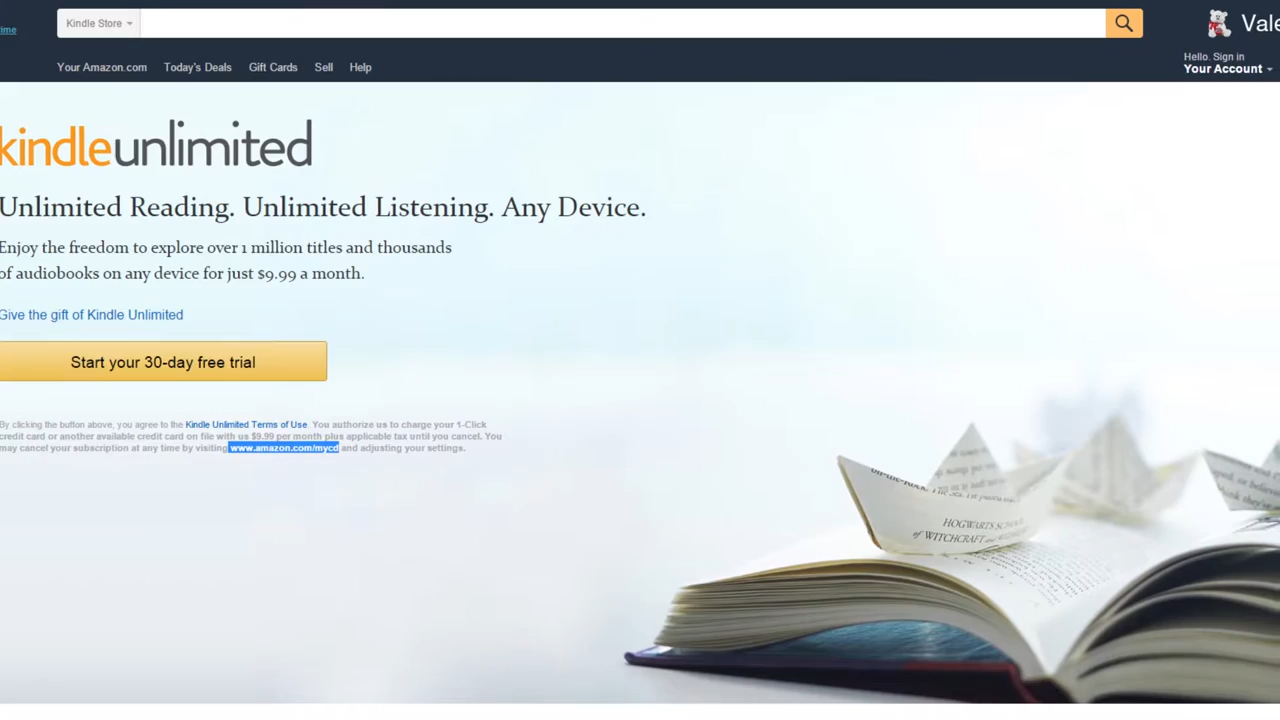 Kindle Store
Hello. Sign in
Your Account
Your Amazon.com Today's Deals Gift Cards Sell Help
kindleunlimited
Unlimited Reading. Unlimited Listening. Any Device.
Enjoy the freedom to explore over 1 million titles and thousands
of audiobooks on any device for just $9.99 a month.
Give the gift of Kindle Unlimited
Start your 30-day free trial
By clicking the button above, you agree to the Kindle Unlimited Terms of Use. You authorize us to charge your 1-Click
credit card or another available credit card on file with us $9.99 per month plus applicable tax until you cancel. You
may cancel your subscription at any time by visiting www.amazon.com/mycd and adjusting your settings.
HOGWARTS
of WITCHCRAFT